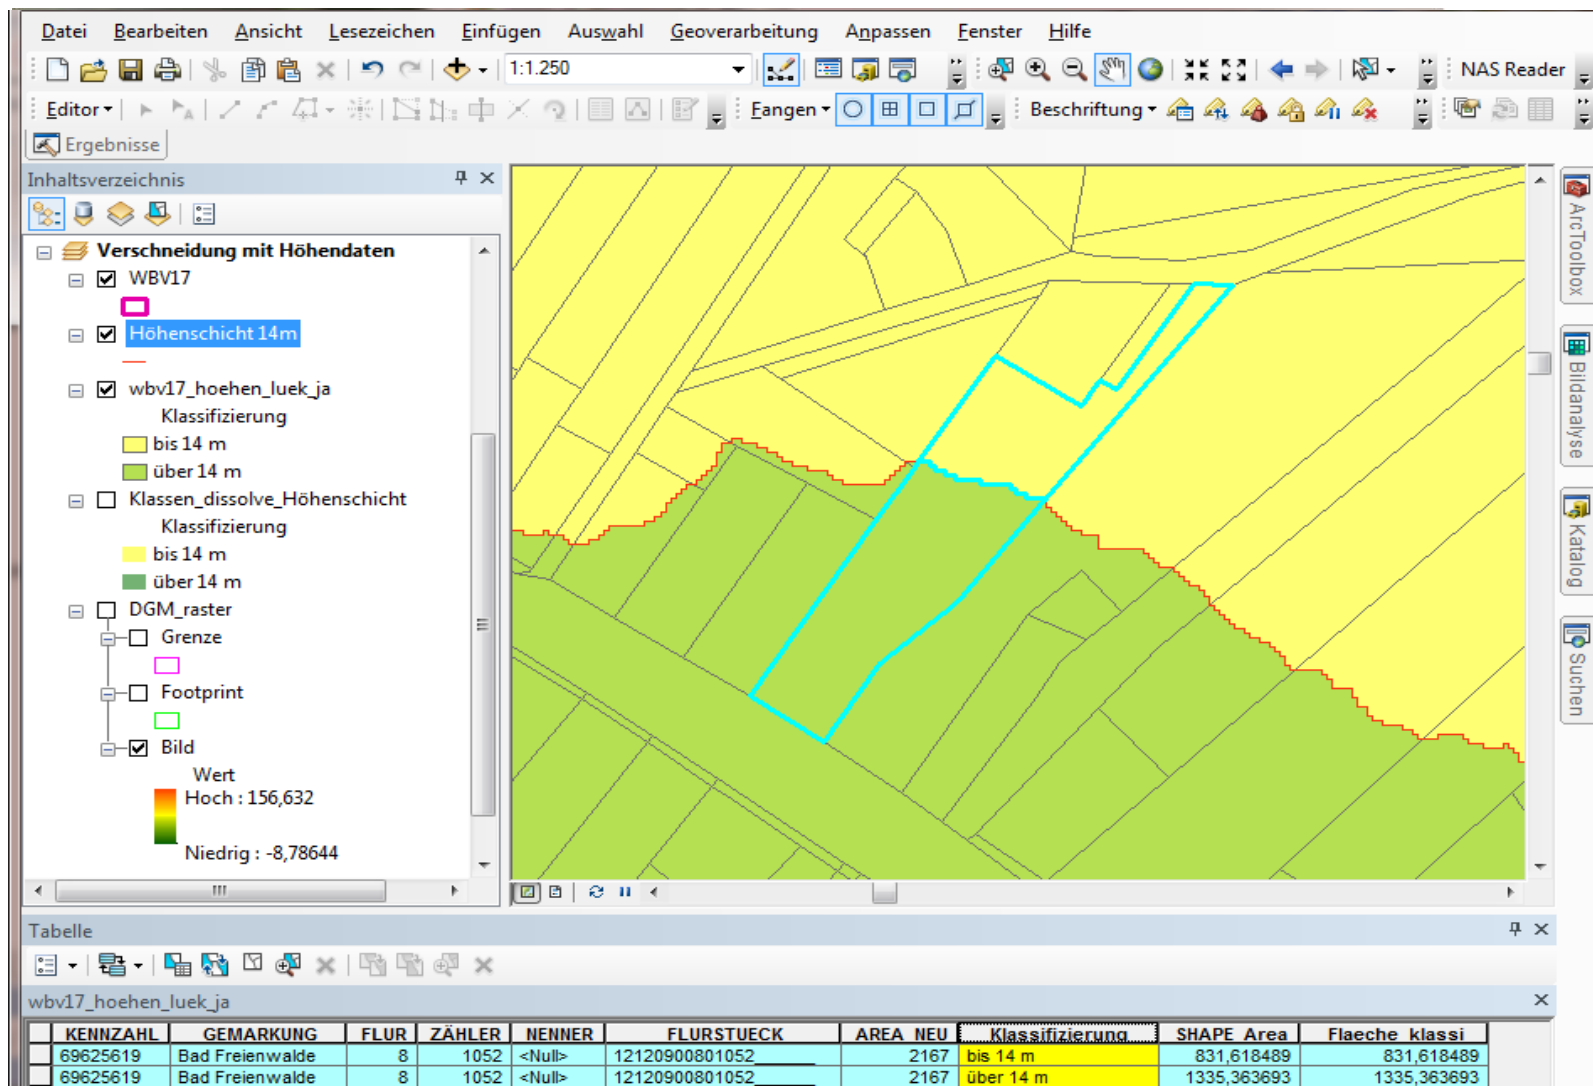 Datei Bearbeiten Ansicht Lesezeichen Einfügen Auswahl Geoverarbeitung Anpassen Fenster Hilfe
1:1.250 NAS Reader
Editor Fangen Beschriftung
Ergebnisse
Inhaltsverzeichnis
Verschneidung mit Höhendaten
WBV17
Höhenschicht 14m
wbv17_hoehen_luek_ja
Klassifizierung
bis 14 m
über 14 m
Klassen_dissolve_Höhenschicht
Klassifizierung
bis 14 m
über 14 m
DGM_raster
Grenze
Footprint
Bild
Wert
Hoch : 156,632
Niedrig : -8,78644
ArcToolbox
Bildanalyse
Katalog
Suchen
Tabelle
wbv17_hoehen_luek_ja
KENNZAHL GEMARKUNG FLUR ZÄHLER NENNER FLURSTUECK AREA_NEU Klassifizierung SHAPE_Area Flaeche_klassi
69625619 Bad Freienwalde 8 1052 <Null> 12120900801052______ 2167 bis 14 m 831,618489 831,618489
69625619 Bad Freienwalde 8 1052 <Null> 12120900801052______ 2167 über 14 m 1335,363693 1335,363693